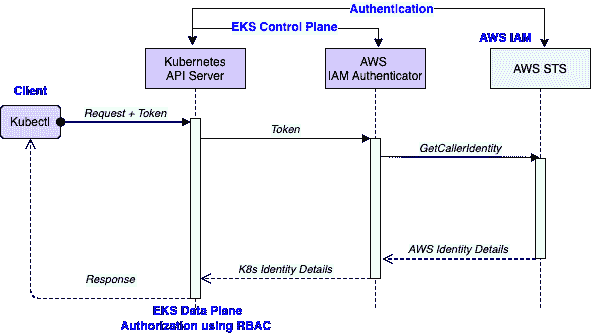 Authentication
EKS Control Plane
AWS IAM
Kubernetes
API Server
AWS
IAM Authenticator
AWS STS
Client
Kubectl
Request + Token
Token
GetCallerIdentity
AWS Identity Details
K8s Identity Details
Response
EKS Data Plane
Authorization using RBAC